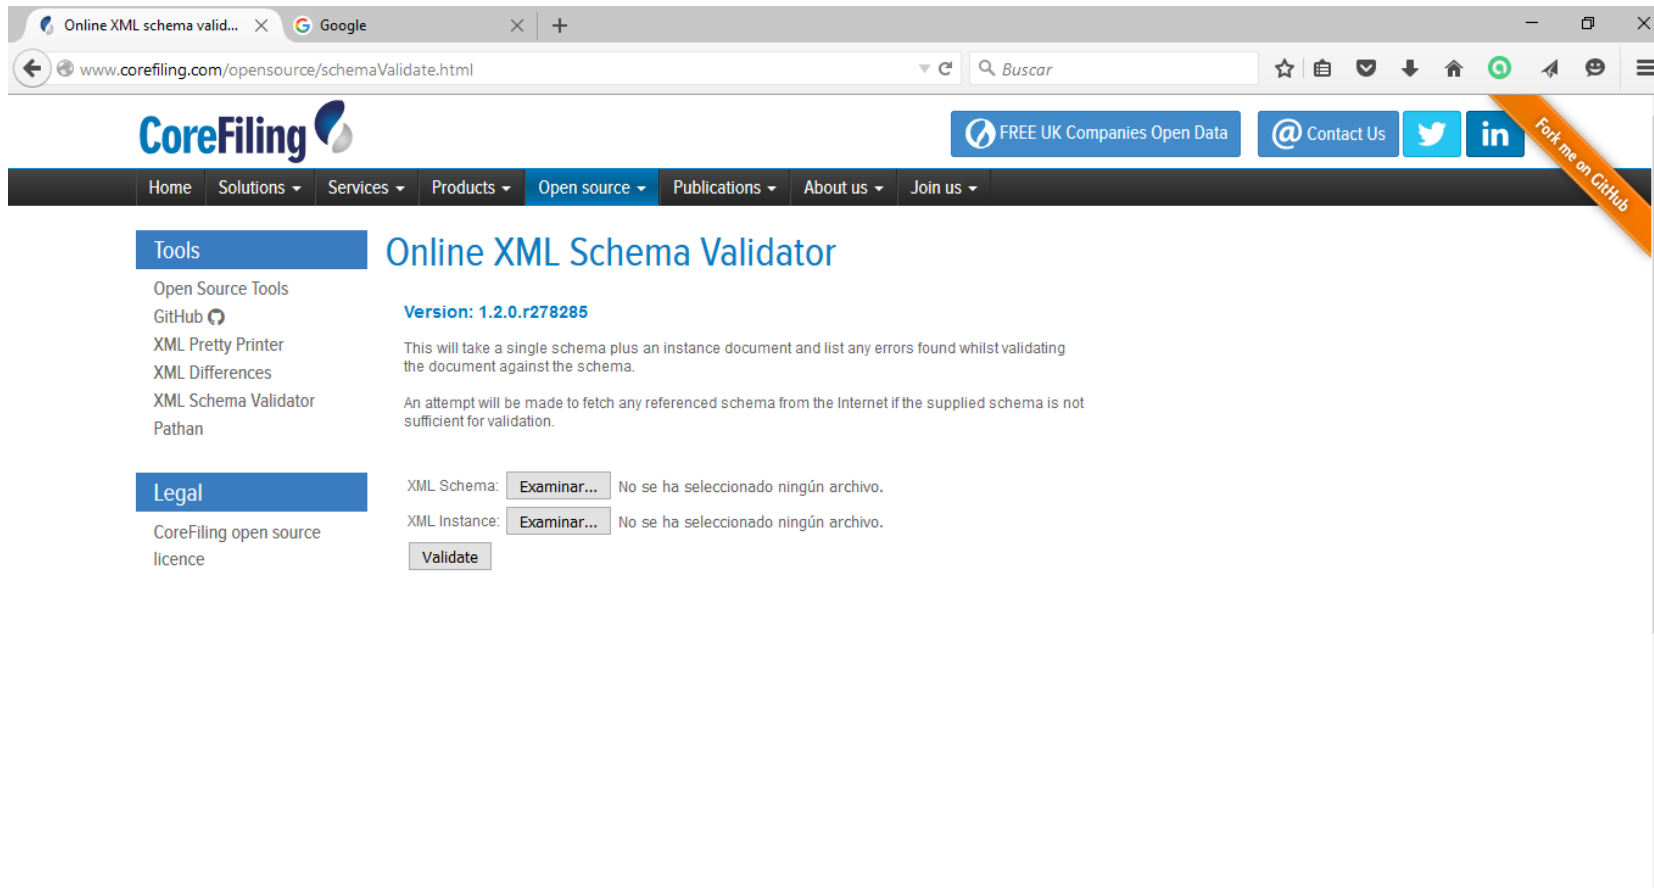 Online XML schema valid...
Google
www.corefiling.com/opensource/schemaValidate.html
Buscar
CoreFiling
FREE UK Companies Open Data
@ Contact Us
in
Fork me on GitHub
Home
Solutions
Services
Products
Open source
Publications
About us
Join us
Tools
Open Source Tools
GitHub
XML Pretty Printer
XML Differences
XML Schema Validator
Pathan
Legal
CoreFiling open source
licence
Online XML Schema Validator
Version: 1.2.0.r278285
This will take a single schema plus an instance document and list any errors found whilst validating
the document against the schema.
An attempt will be made to fetch any referenced schema from the Internet if the supplied schema is not
sufficient for validation.
XML Schema: Examinar... No se ha seleccionado ningún archivo.
XML Instance: Examinar... No se ha seleccionado ningún archivo.
Validate